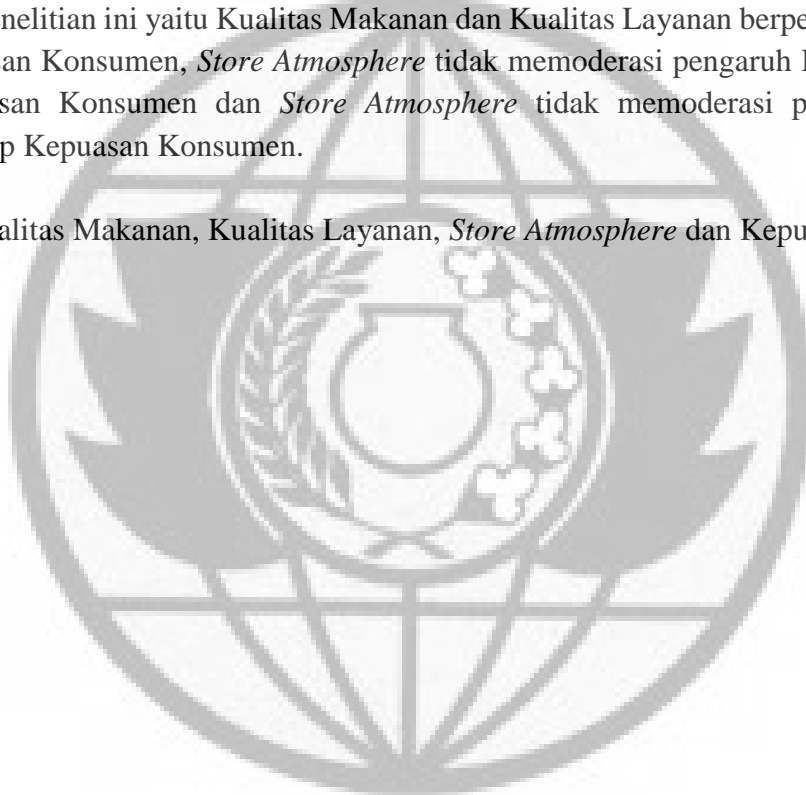 nelitian ini yaitu Kualitas Makanan dan Kualitas Layanan berpe
san Konsumen, Store Atmosphere tidak memoderasi pengaruh
san Konsumen dan Store Atmosphere tidak memoderasi p
p Kepuasan Konsumen.
alitas Makanan, Kualitas Layanan, Store Atmosphere dan Kepu